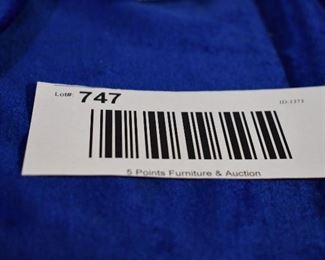 Lot#: 747 ID:1373
5 Points Furniture & Auction